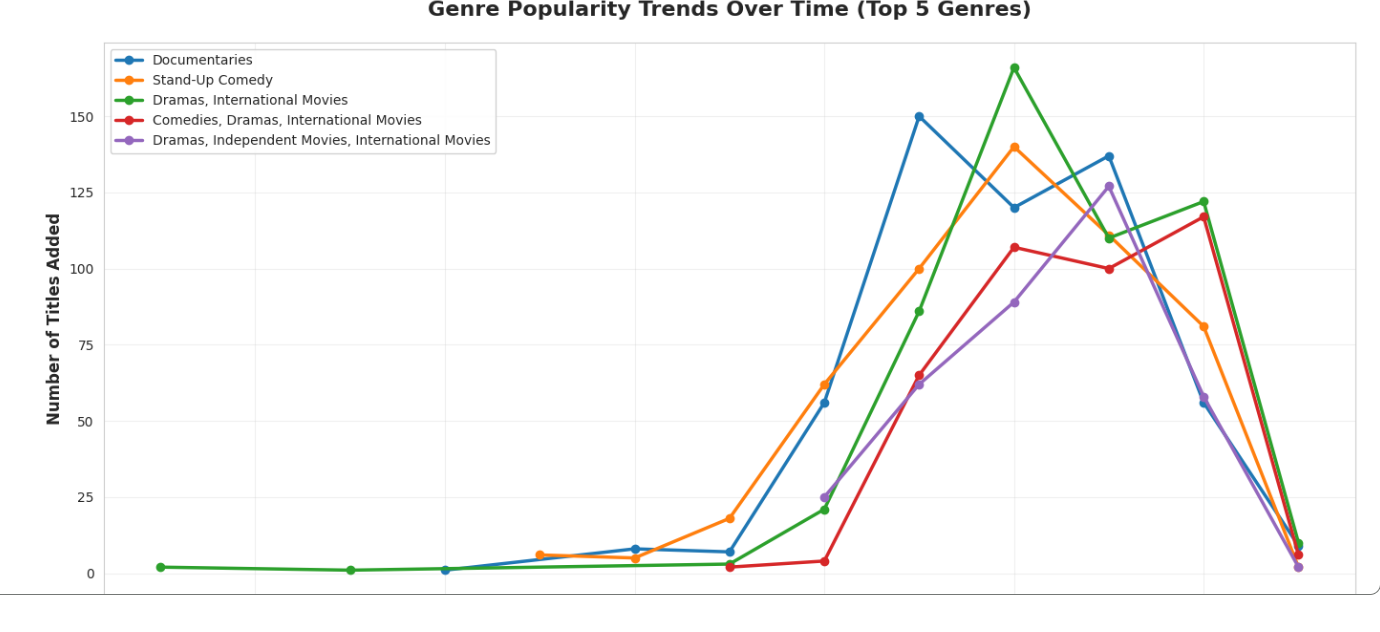 Genre Popularity Trends Over Time (Top 5 Genres)
Documentaries
Stand-Up Comedy
Dramas, International Movies
Comedies, Dramas, International Movies
Dramas, Independent Movies, International Movies
Number of Titles Added
150
125
100
75
50
25
0